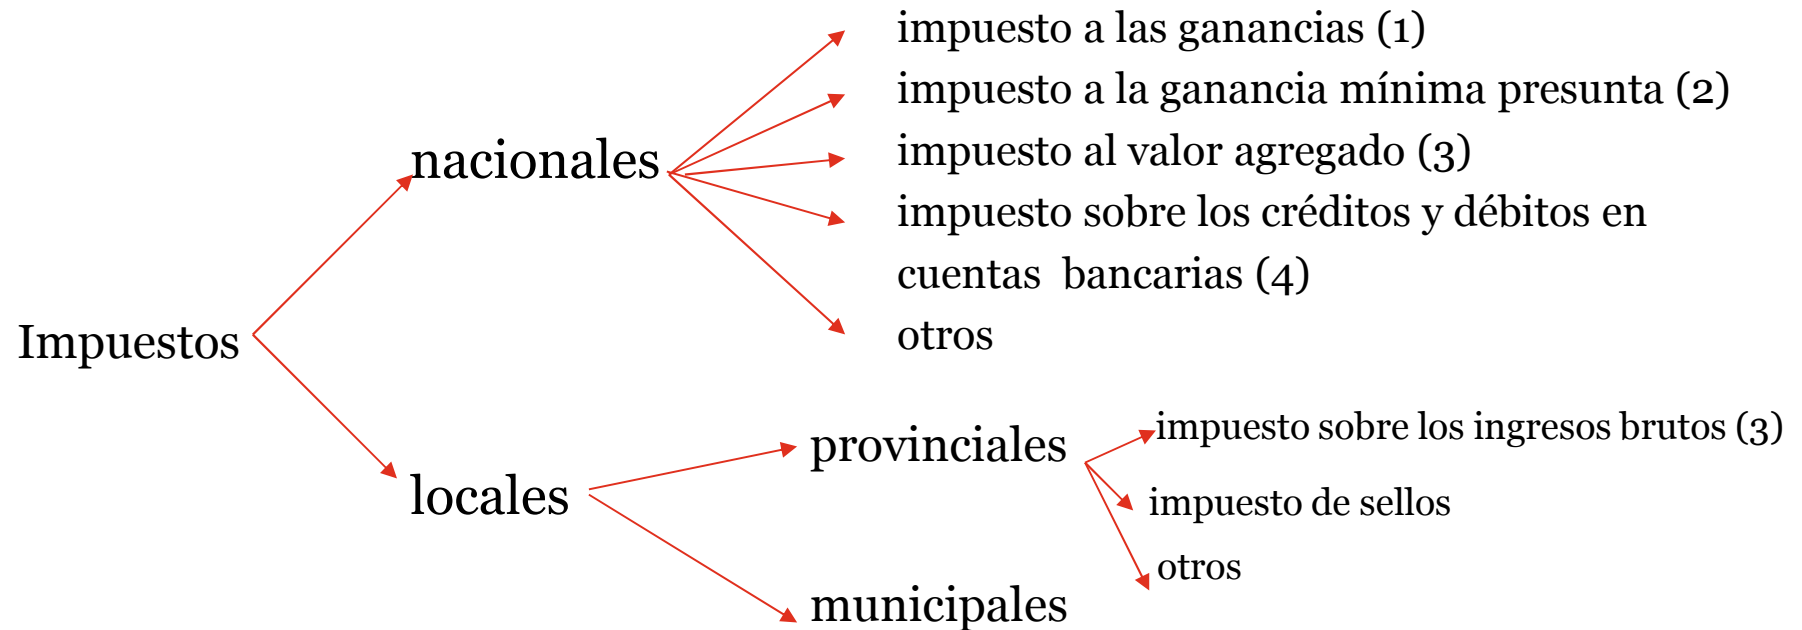 impuesto a las ganancias (1)
impuesto a la ganancia mínima presunta (2)
nacionales
impuesto al valor agregado (3)
impuesto sobre los créditos y débitos en
cuentas bancarias (4)
otros
Impuestos
provinciales
impuesto sobre los ingresos brutos (3)
locales
impuesto de sellos
otros
municipales